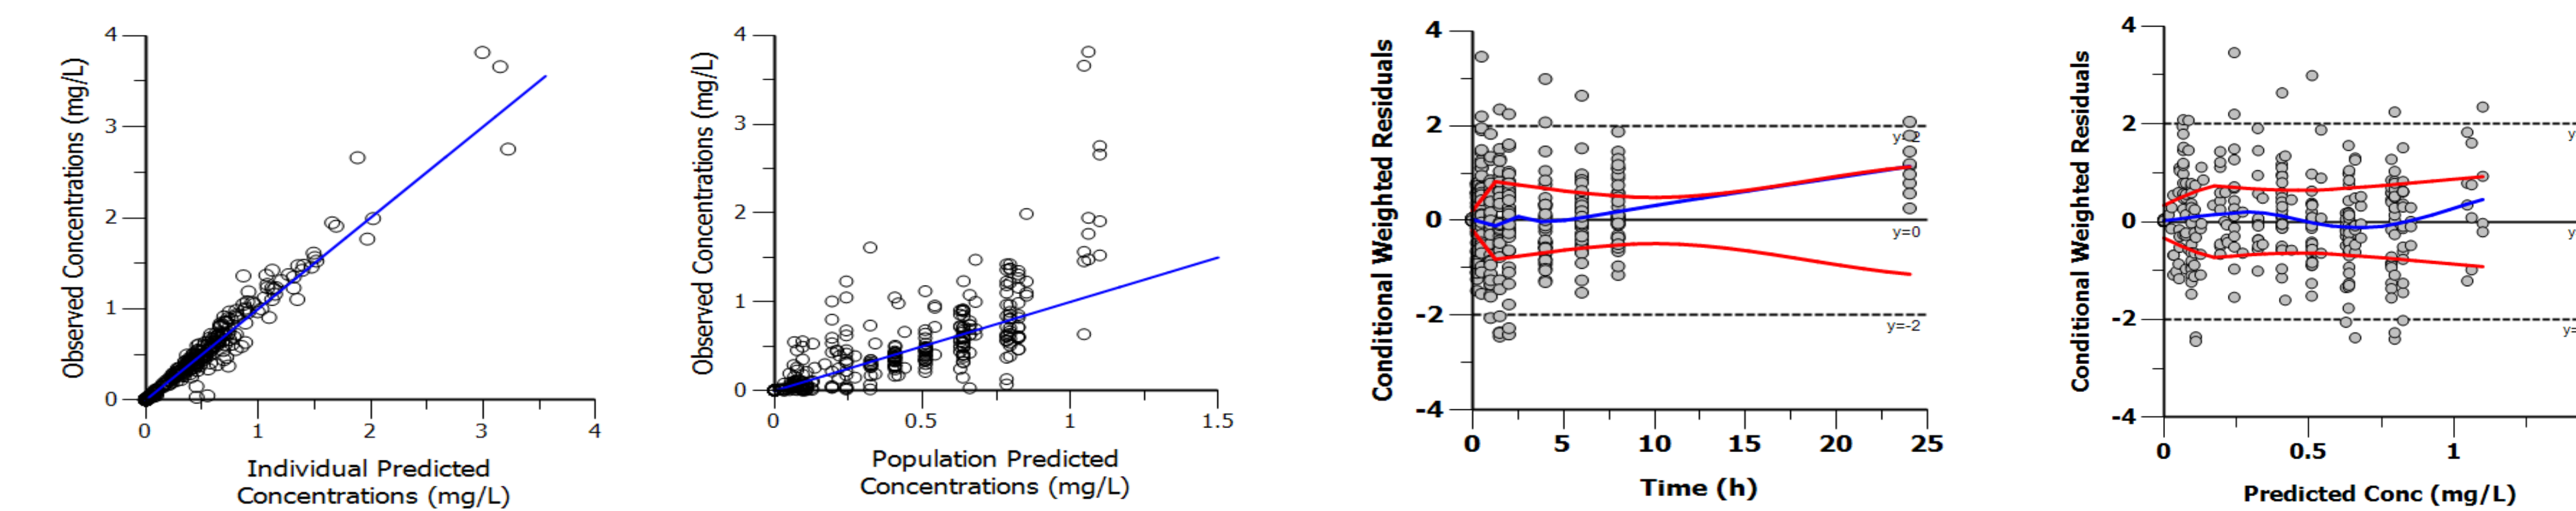 Observed Concentrations (mg/L)
4
3
2
1
0
0 1 2 3 4
Individual Predicted
Concentrations (mg/L)
Observed Concentrations (mg/L)
4
3
2
1
0
0 0.5 1 1.5
Population Predicted
Concentrations (mg/L)
Conditional Weighted Residuals
4
2
0
-2
-4
y=2
y=0
y=-2
0 5 10 15 20 25
Time (h)
Conditional Weighted Residuals
4
2
0
-2
-4
y
y
y=
0 0.5 1
Predicted Conc (mg/L)